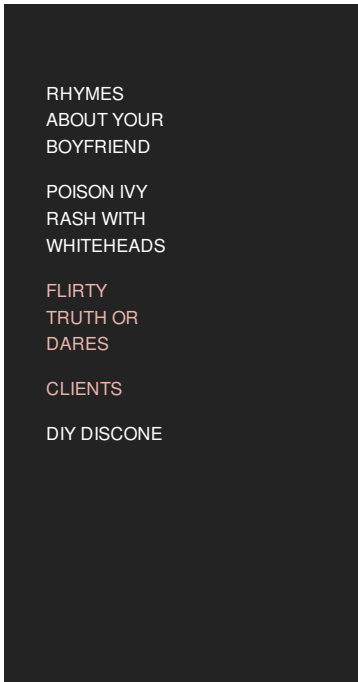 RHYMES
ABOUT YOUR
BOYFRIEND
POISON IVY
RASH WITH
WHITEHEADS
FLIRTY
TRUTH OR
DARES
CLIENTS
DIY DISCONE